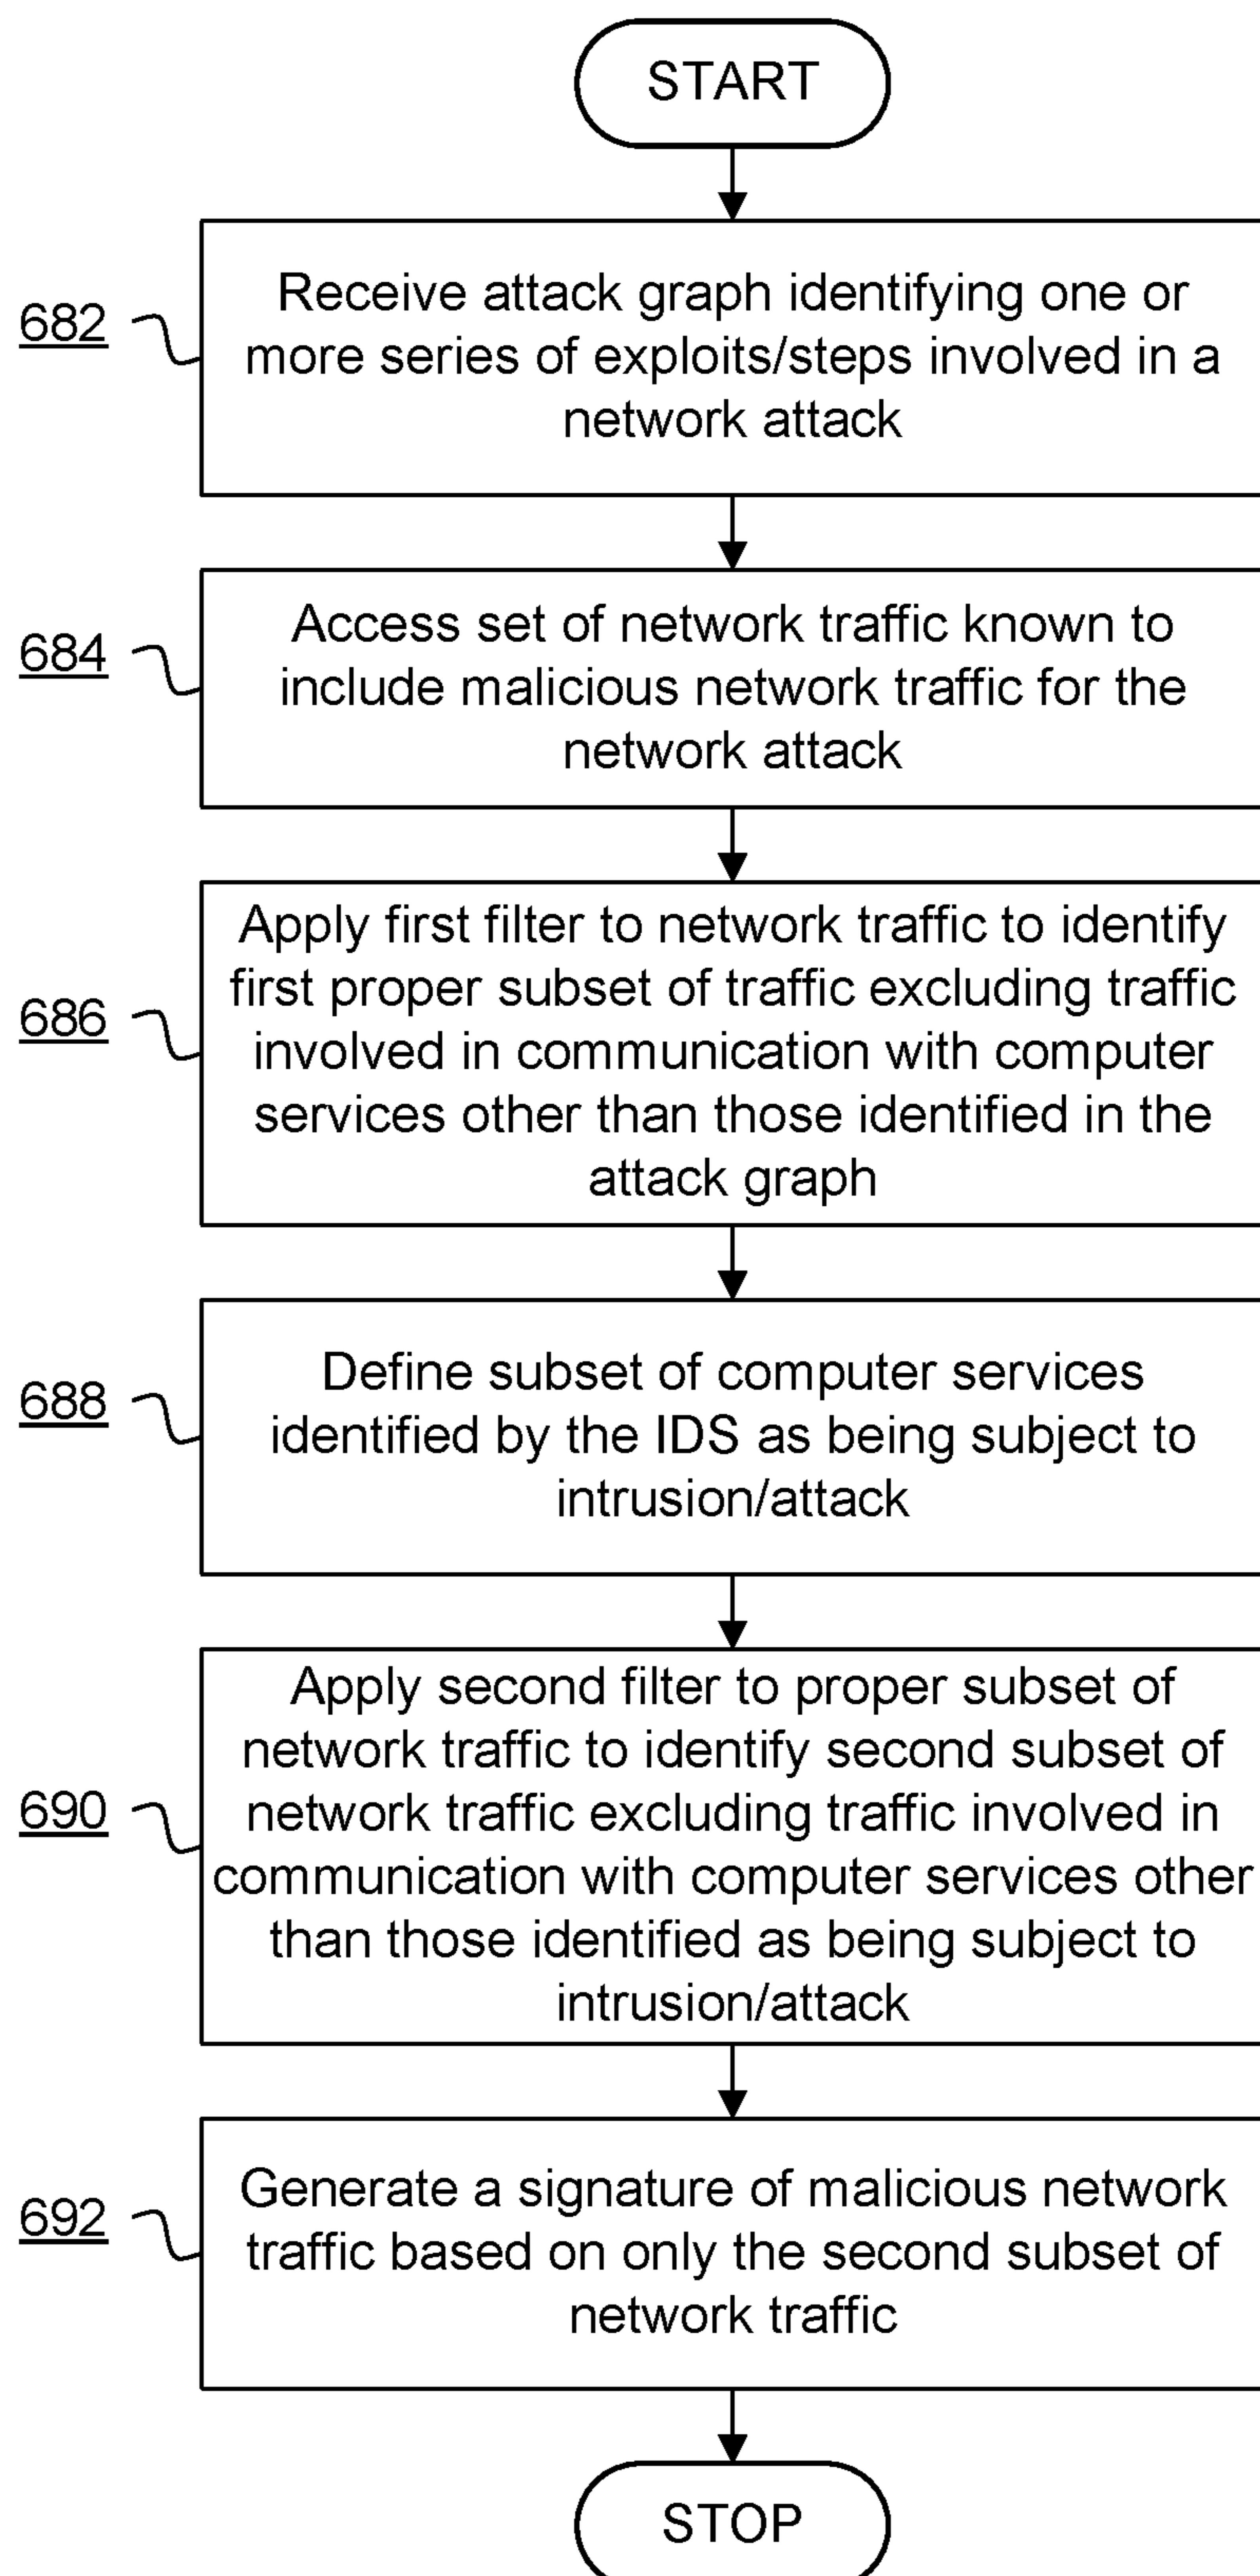 START
682
Receive attack graph identifying one or
more series of exploits/steps involved in a
network attack
684
Access set of network traffic known to
include malicious network traffic for the
network attack
686
Apply first filter to network traffic to identify
first proper subset of traffic excluding traffic
involved in communication with computer
services other than those identified in the
attack graph
688
Define subset of computer services
identified by the IDS as being subject to
intrusion/attack
690
Apply second filter to proper subset of
network traffic to identify second subset of
network traffic excluding traffic involved in
communication with computer services other
than those identified as being subject to
intrusion/attack
692
Generate a signature of malicious network
traffic based on only the second subset of
network traffic
STOP